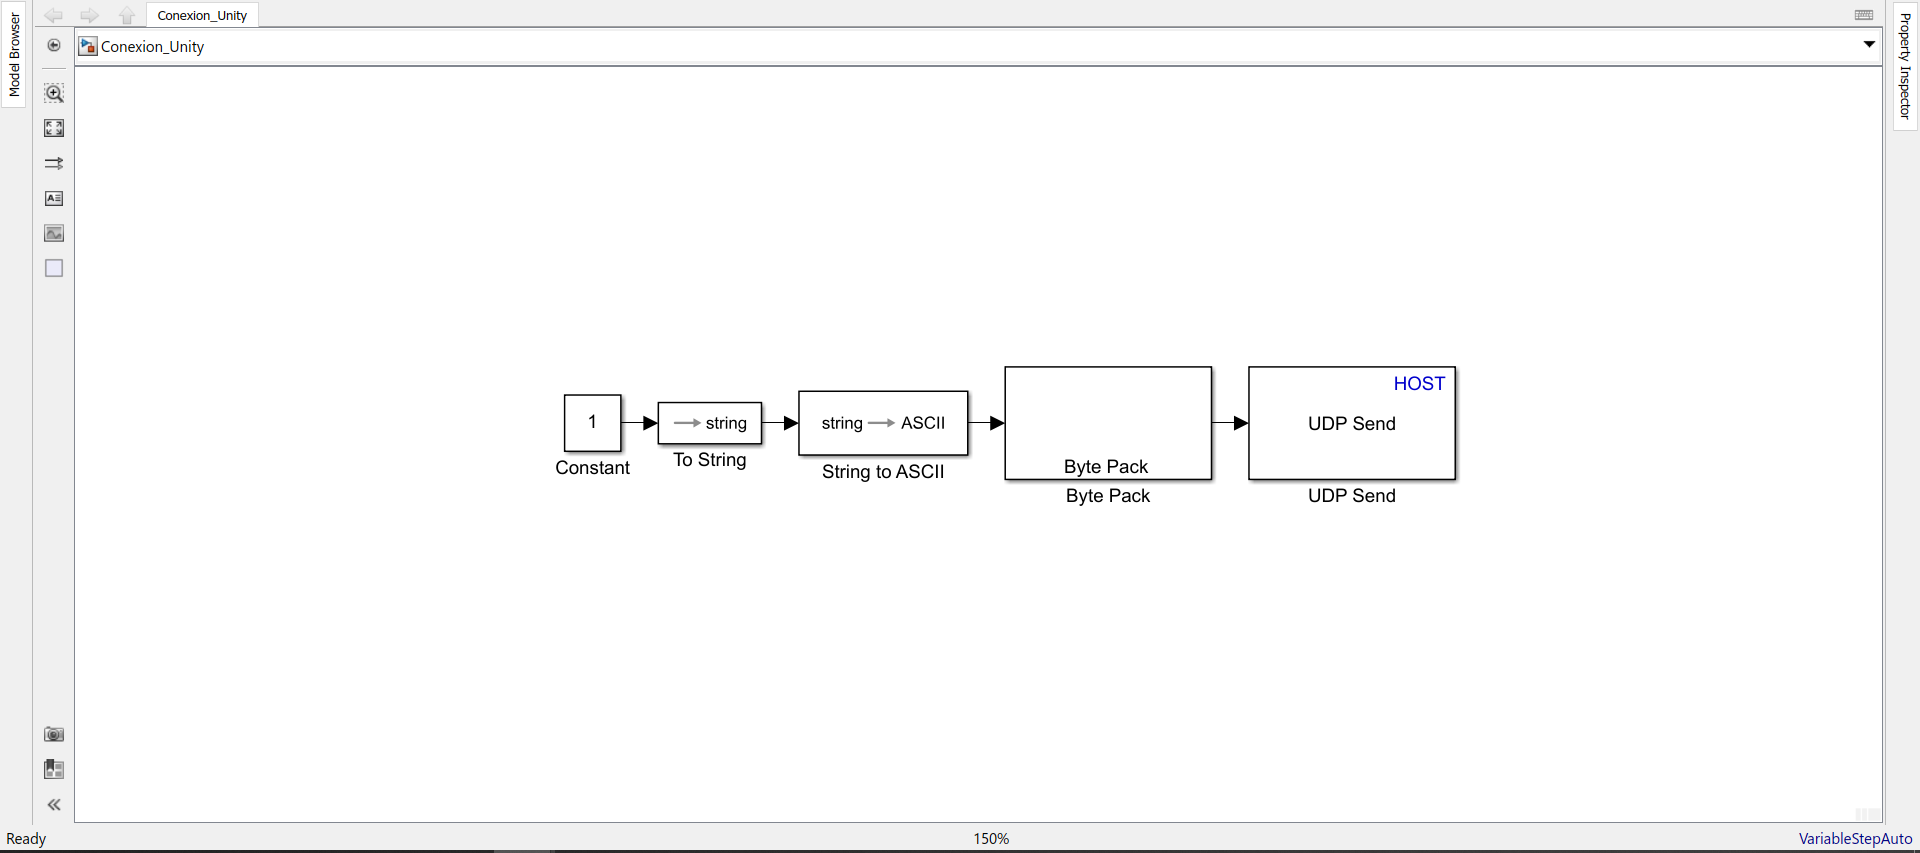 Model Browser
Conexion_Unity
Conexion_Unity
Property Inspector
1
Constant
string
To String
string ASCII
String to ASCII
Byte Pack
Byte Pack
HOST
UDP Send
UDP Send
Ready
150%
VariableStepAuto